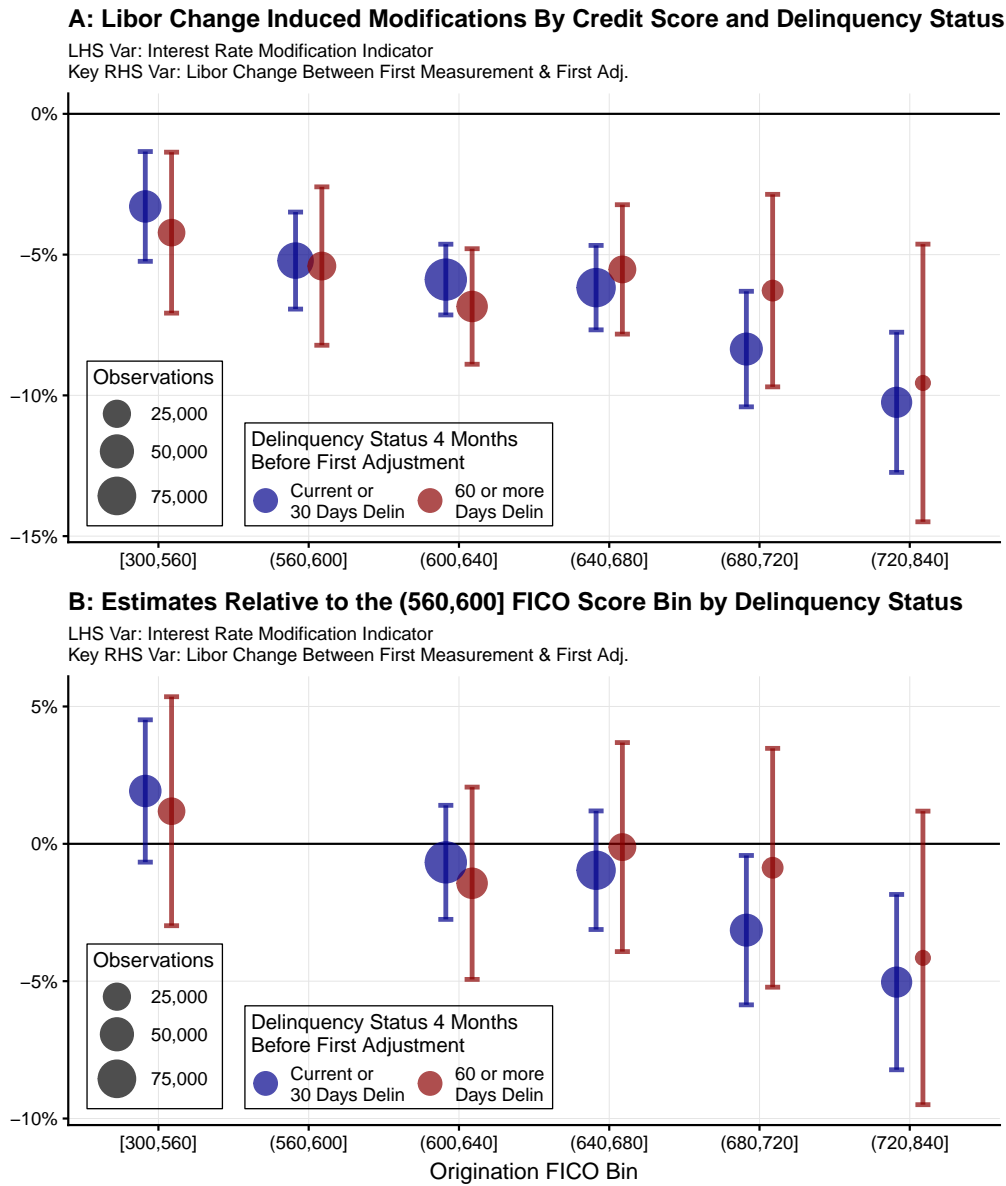 A: Libor Change Induced Modifications By Credit Score and Delinquency Status
LHS Var: Interest Rate Modification Indicator
Key RHS Var: Libor Change Between First Measurement & First Adj.
0%
−5%
−10%
−15%
Observations
25,000
50,000
75,000
Delinquency Status 4 Months
Before First Adjustment
Current or
30 Days Delin
60 or more
Days Delin
[300,560]
(560,600]
(600,640]
(640,680]
(680,720]
(720,840]
B: Estimates Relative to the (560,600] FICO Score Bin by Delinquency Status
LHS Var: Interest Rate Modification Indicator
Key RHS Var: Libor Change Between First Measurement & First Adj.
5%
0%
−5%
−10%
Observations
25,000
50,000
75,000
Delinquency Status 4 Months
Before First Adjustment
Current or
30 Days Delin
60 or more
Days Delin
[300,560]
(560,600]
(600,640]
(640,680]
(680,720]
(720,840]
Origination FICO Bin